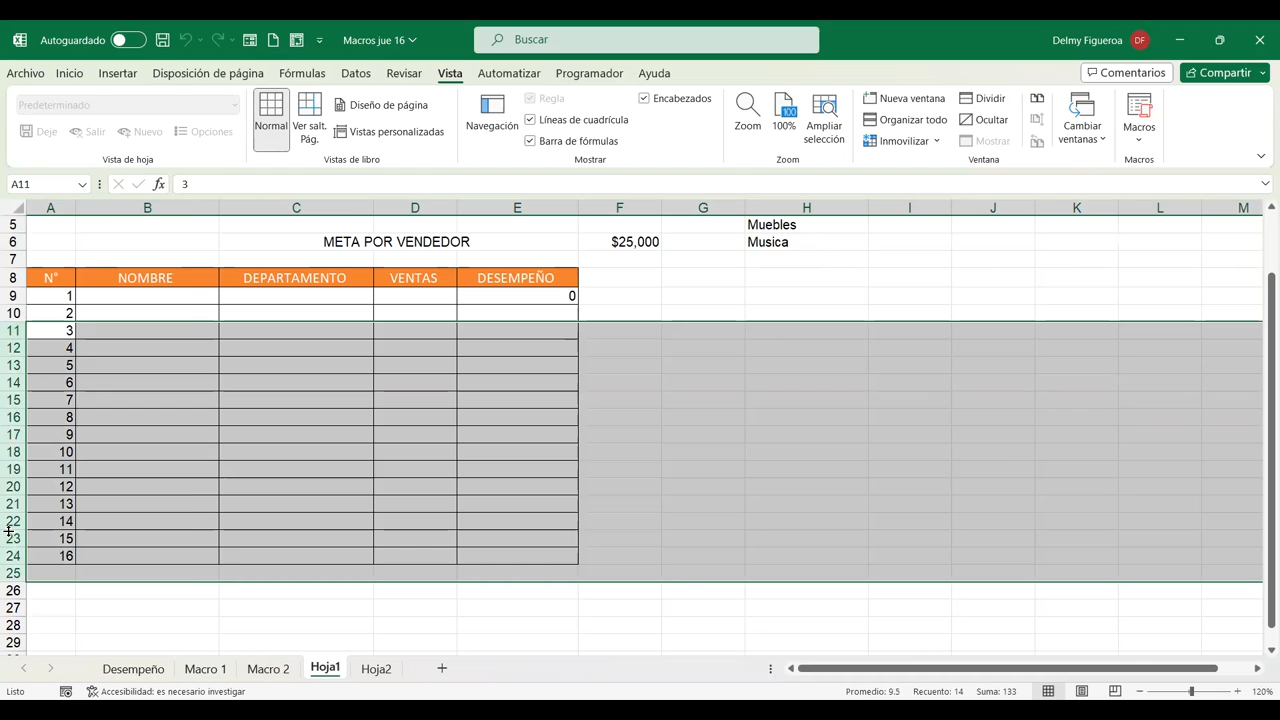 Autoguardado
Macros jue 16
Buscar
Delmy Figueroa DF
Archivo Inicio Insertar Disposición de página Fórmulas Datos Revisar Vista Automatizar Programador Ayuda
Comentarios Compartir
Predeterminado
Deje Salir Nuevo Opciones
Vista de hoja
Normal
Ver salt. Pág.
Diseño de página
Vistas personalizadas
Vistas de libro
Navegación
Regla
Líneas de cuadrícula
Barra de fórmulas
Encabezados
Mostrar
Zoom
100%
Ampliar selección
Zoom
Nueva ventana
Organizar todo
Inmovilizar
Dividir
Ocultar
Mostrar
Cambiar ventanas
Ventana
Macros
Macros
A11 fx 3
A B C D E F G H I J K L M
5 Muebles
6 META POR VENDEDOR $25,000 Musica
7
8 N° NOMBRE DEPARTAMENTO VENTAS DESEMPEÑO
9 1 0
10 2
11 3
12 4
13 5
14 6
15 7
16 8
17 9
18 10
19 11
20 12
21 13
22 14
23 15
24 16
25
26
27
28
29
Desempeño Macro 1 Macro 2 Hoja1 Hoja2
Listo Accesibilidad: es necesario investigar Promedio: 9.5 Recuento: 14 Suma: 133 120%